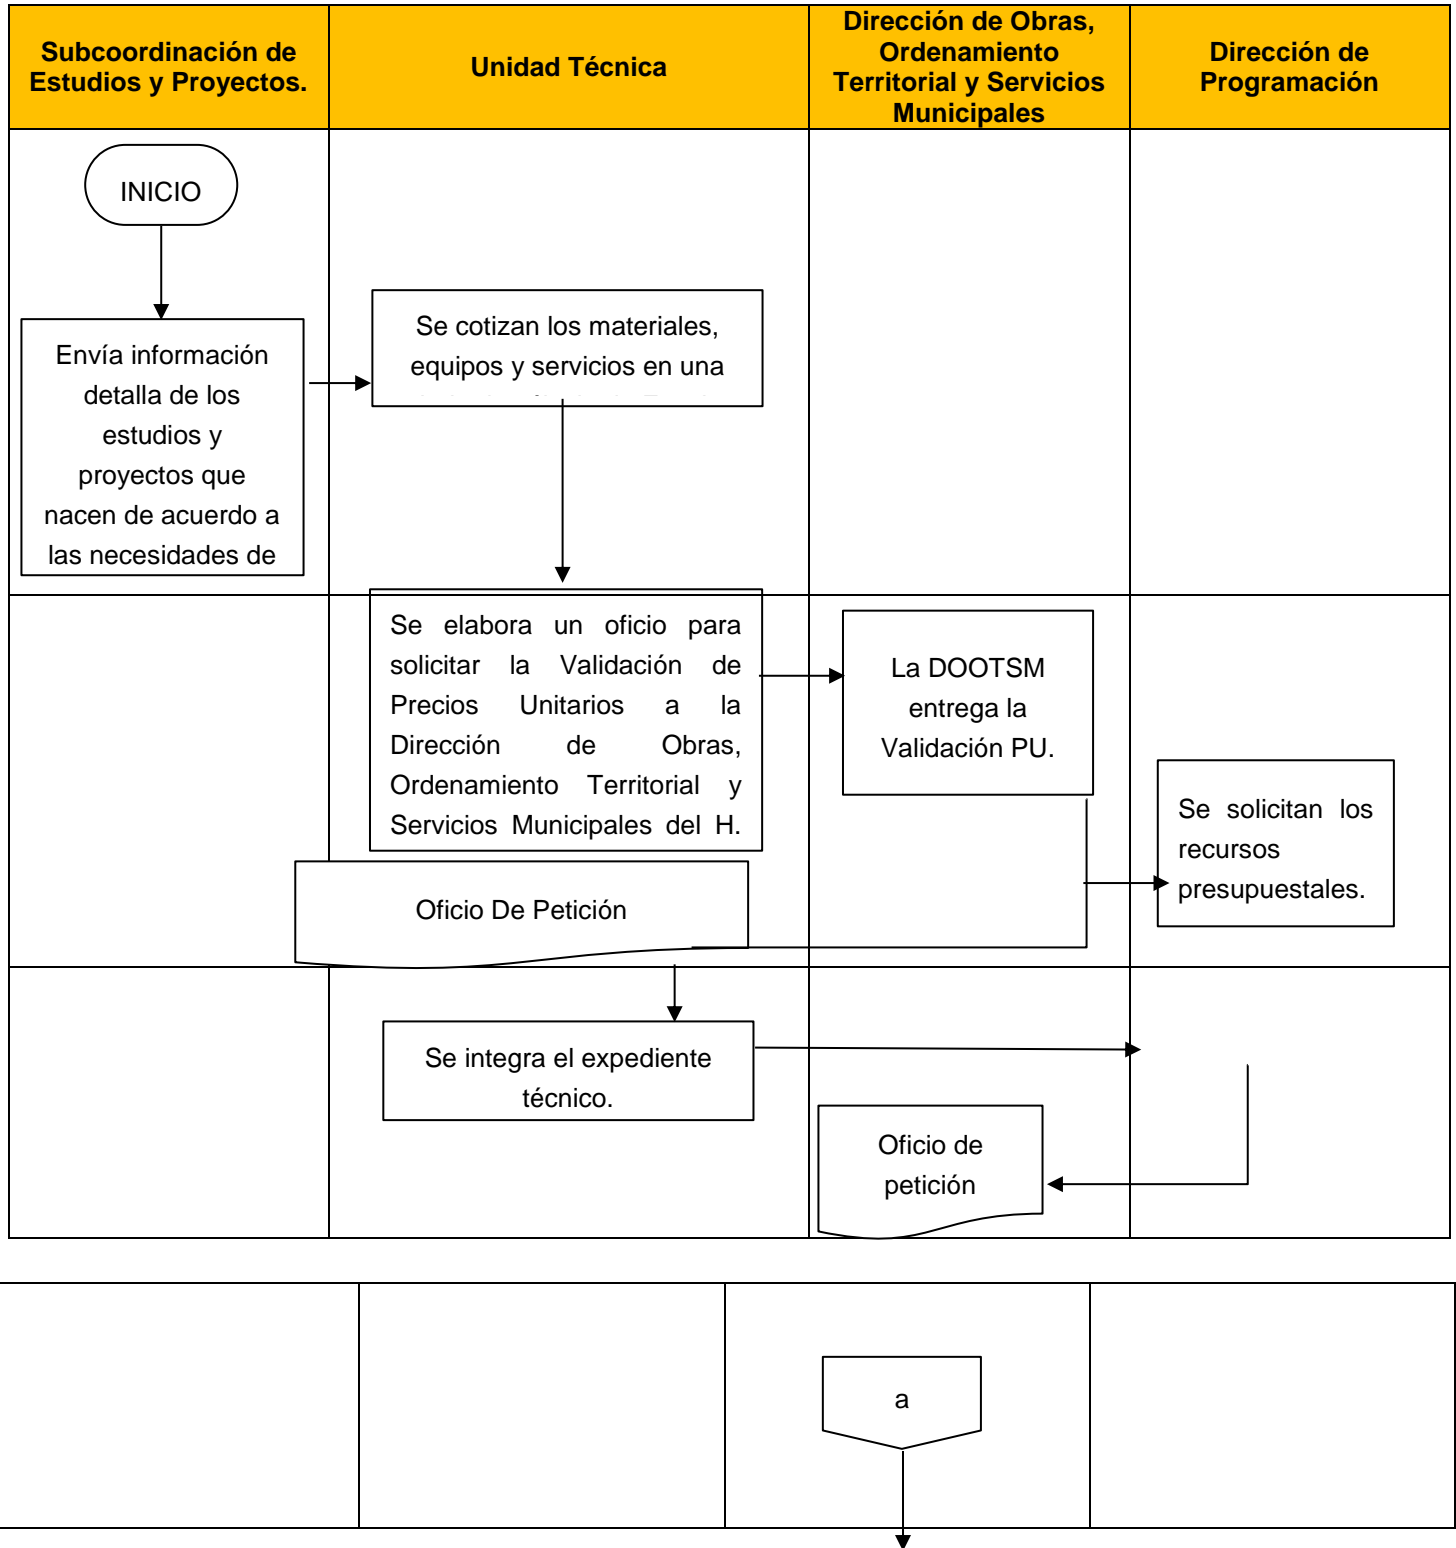 Subcoordinación de
Estudios y Proyectos.
Unidad Técnica
Dirección de Obras,
Ordenamiento
Territorial y Servicios
Municipales
Dirección de
Programación
INICIO
Envía información
detalla de los
estudios y
proyectos que
nacen de acuerdo a
las necesidades de
Se cotizan los materiales,
equipos y servicios en una
Se elabora un oficio para
solicitar la Validación de
Precios Unitarios a la
Dirección de Obras,
Ordenamiento Territorial y
Servicios Municipales del H.
La DOOTSM
entrega la
Validación PU.
Se solicitan los
recursos
presupuestales.
Oficio De Petición
Se integra el expediente
técnico.
Oficio de
petición
a